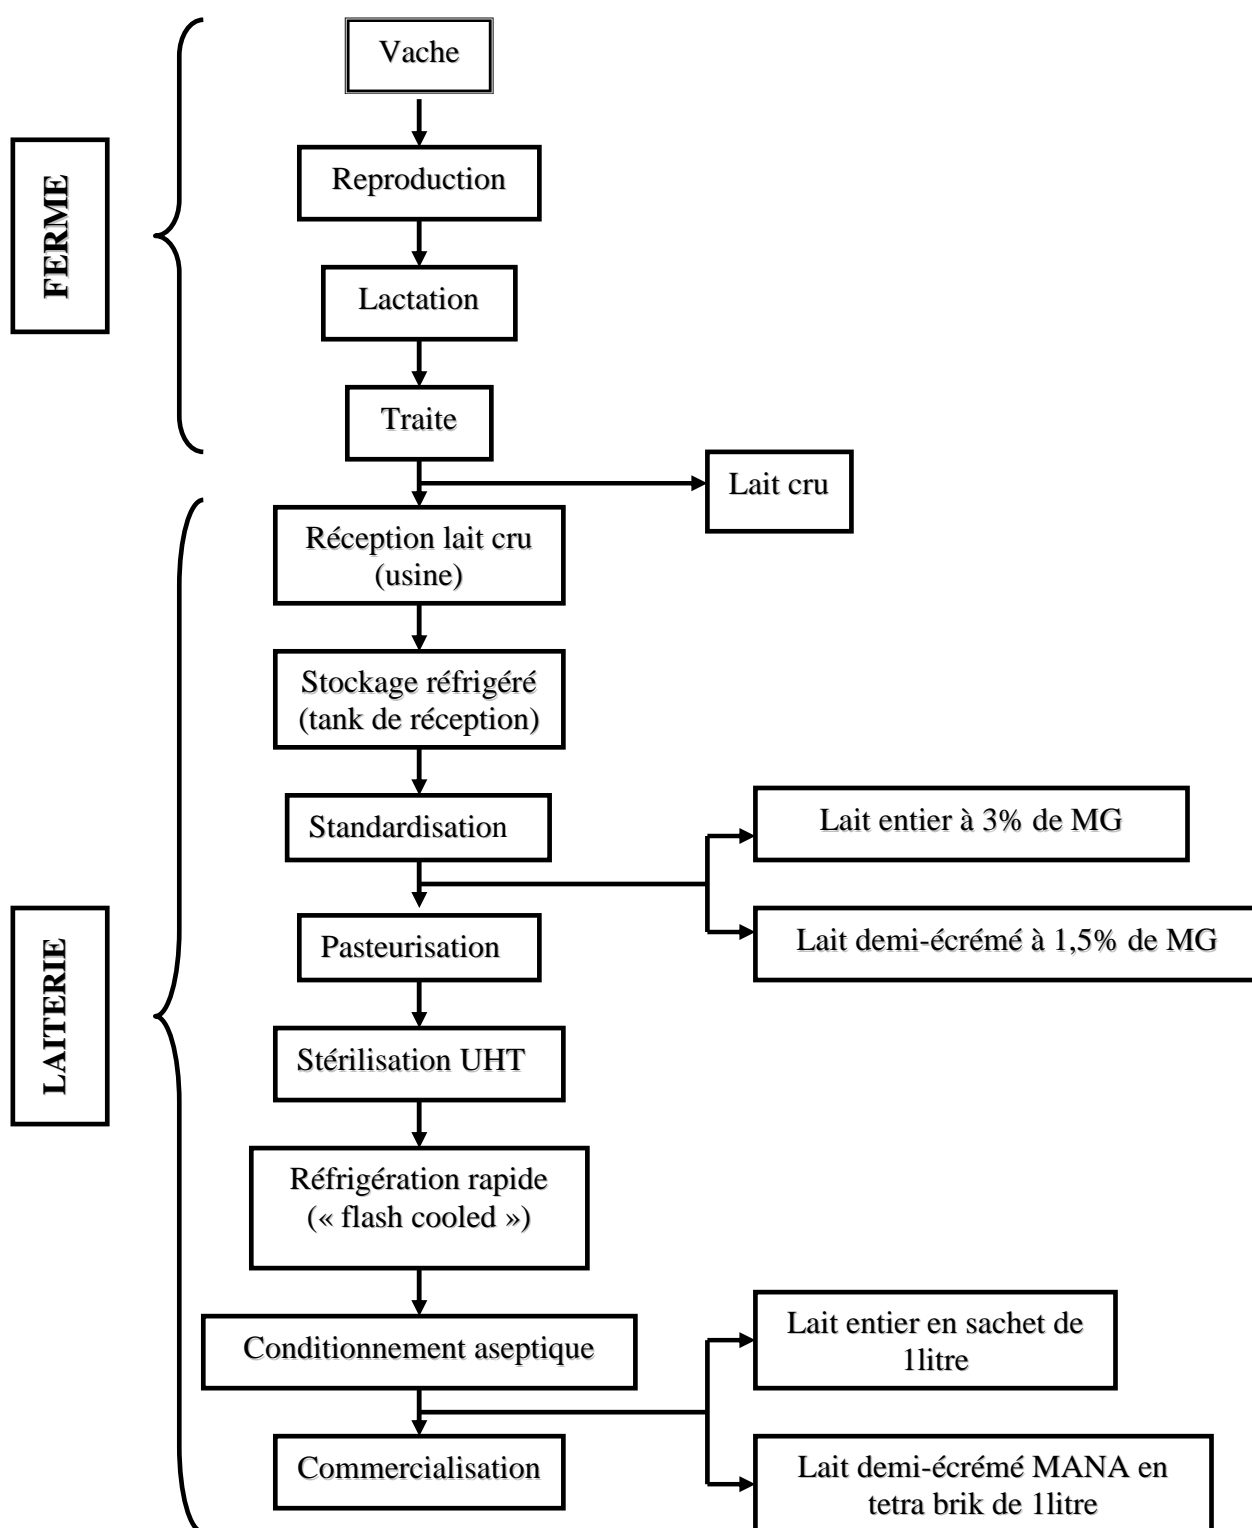 Vache
FERME
Reproduction
Lactation
Traite
Lait cru
Réception lait cru
(usine)
Stockage réfrigéré
(tank de réception)
Standardisation
Lait entier à 3% de MG
Lait demi-écrémé à 1,5% de MG
LAITERIE
Pasteurisation
Stérilisation UHT
Réfrigération rapide
(« flash cooled »)
Conditionnement aseptique
Lait entier en sachet de
1litre
Commercialisation
Lait demi-écrémé MANA en
tetra brik de 1litre